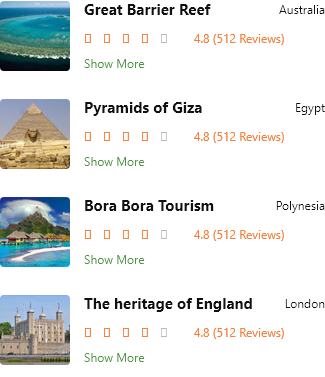 Great Barrier Reef Australia
4.8 (512 Reviews)
Show More
Pyramids of Giza Egypt
4.8 (512 Reviews)
Show More
Bora Bora Tourism Polynesia
4.8 (512 Reviews)
Show More
The heritage of England London
4.8 (512 Reviews)
Show More